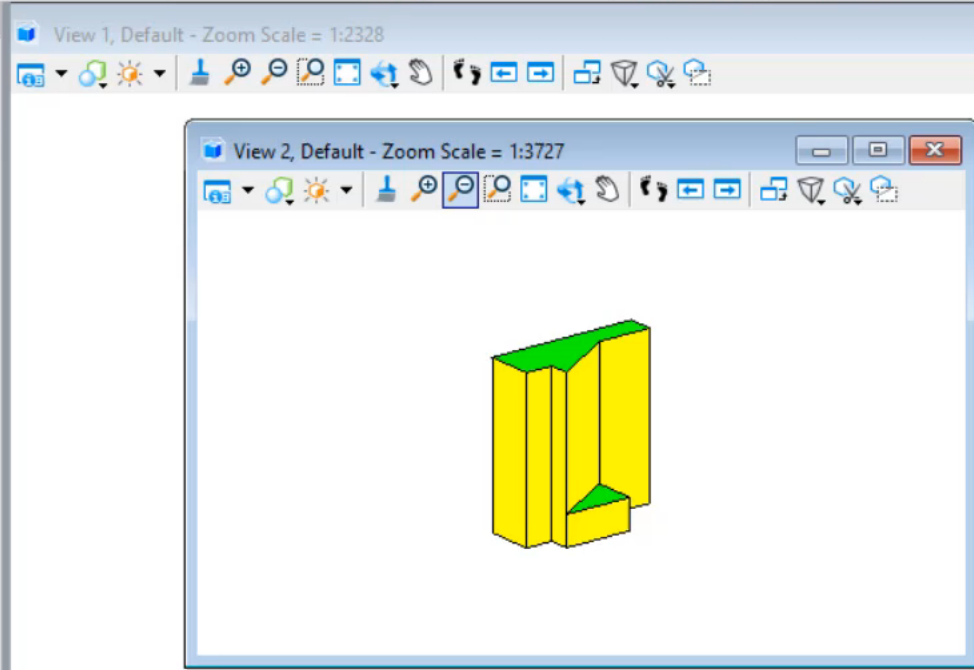 View 1, Default - Zoom Scale = 1:2328
View 2, Default - Zoom Scale = 1:3727